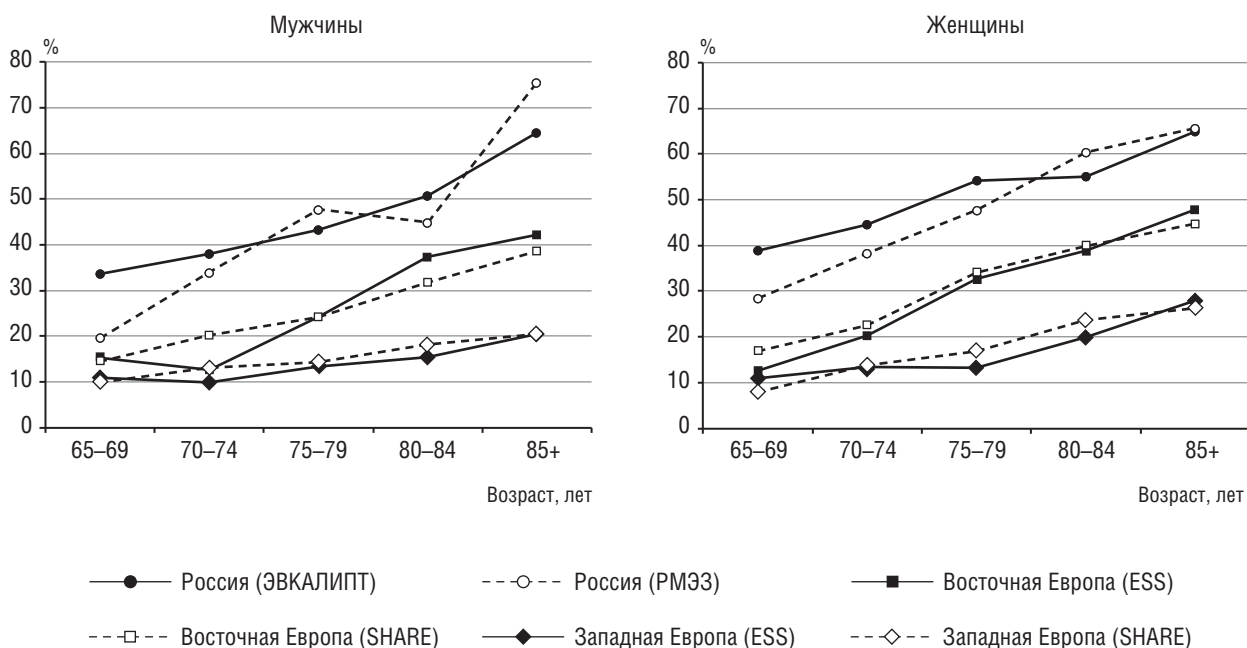 Мужчины
%
80
70
60
50
40
30
20
10
0
65–69 70–74 75–79 80–84 85+
Возраст, лет
Женщины
%
80
70
60
50
40
30
20
10
0
65–69 70–74 75–79 80–84 85+
Возраст, лет
Россия (ЭВКАЛИПТ) Россия (РМЭЗ) Восточная Европа (ESS)
Восточная Европа (SHARE) Западная Европа (ESS) Западная Европа (SHARE)